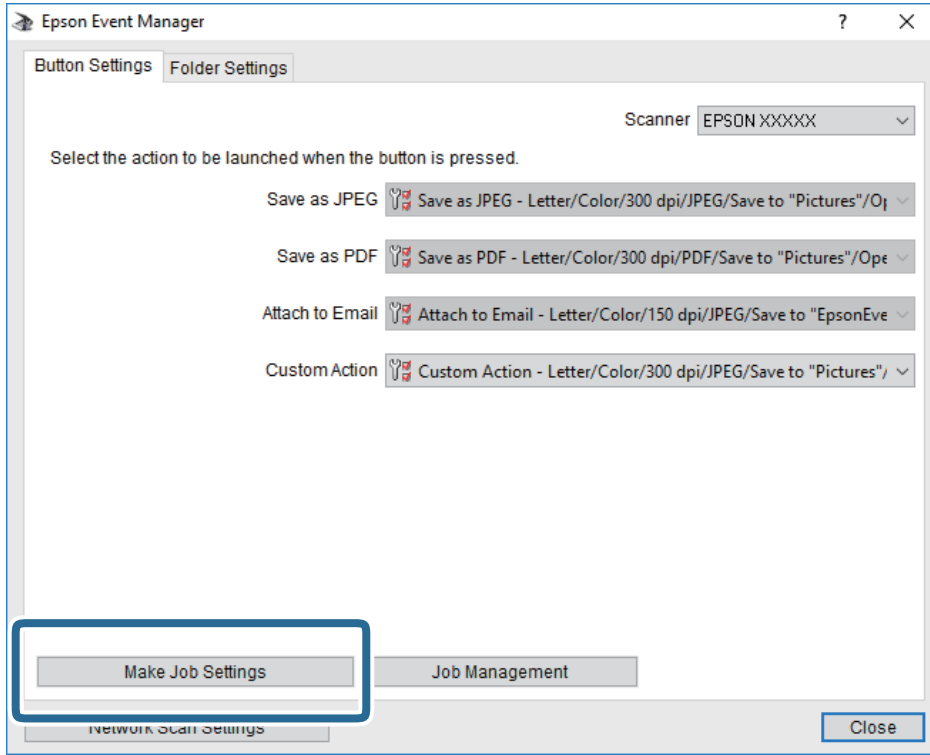 Epson Event Manager
Button Settings Folder Settings
Scanner EPSON XXXXX
Select the action to be launched when the button is pressed.
Save as JPEG Save as JPEG - Letter/Color/300 dpi/JPEG/Save to "Pictures"/Op
Save as PDF Save as PDF - Letter/Color/300 dpi/PDF/Save to "Pictures"/Ope
Attach to Email Attach to Email - Letter/Color/150 dpi/JPEG/Save to "EpsonEve
Custom Action Custom Action - Letter/Color/300 dpi/JPEG/Save to "Pictures"/
Make Job Settings Job Management
Network Scan Settings Close